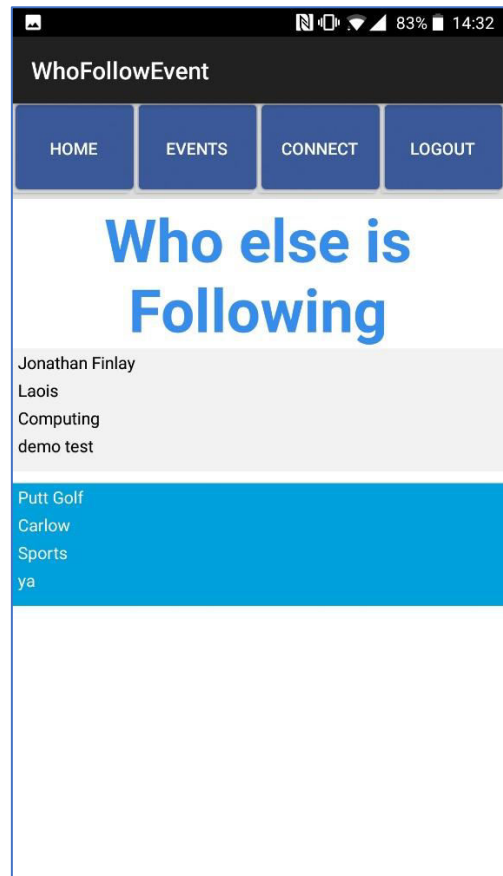 83% 14:32
WhoFollowEvent
HOME EVENTS CONNECT LOGOUT
Who else is
Following
Jonathan Finlay
Laois
Computing
demo test
Putt Golf
Carlow
Sports
ya